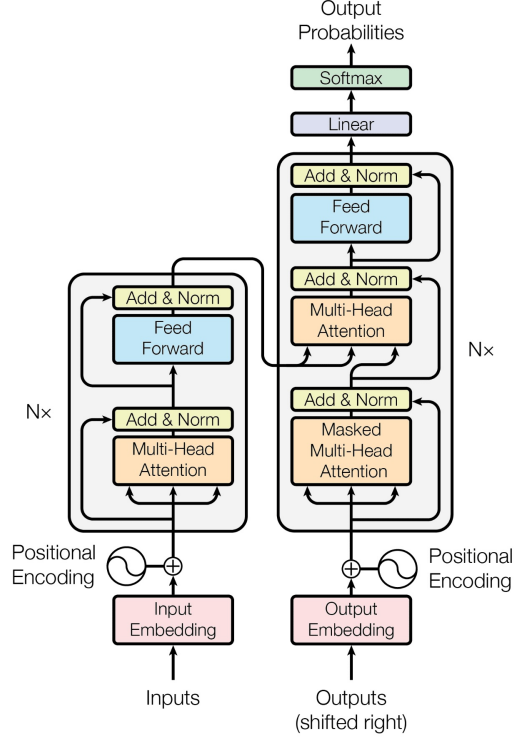 Output
Probabilities
Softmax
Linear
Add & Norm
Feed
Forward
Add & Norm
Multi-Head
Attention
Add & Norm
Masked
Multi-Head
Attention
N×
Add & Norm
Feed
Forward
Add & Norm
Multi-Head
Attention
N×
Positional
Encoding
Positional
Encoding
Input
Embedding
Output
Embedding
Inputs
Outputs
(shifted right)